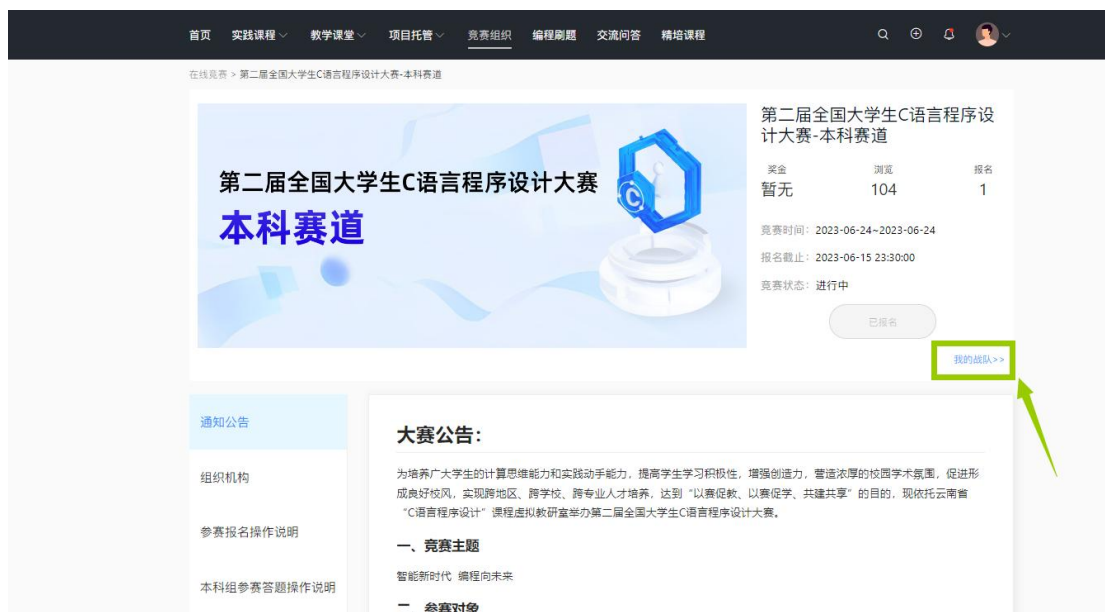 首页 实践课程 教学课堂 项目托管 竞赛组织 编程刷题 交流问答 精培课程
在线竞赛 > 第二届全国大学生C语言程序设计大赛-本科赛道
第二届全国大学生C语言程序设计大赛
本科赛道
C
第二届全国大学生C语言程序设
计大赛-本科赛道
奖金 浏览 报名
暂无 104 1
竞赛时间：2023-06-24~2023-06-24
报名截止：2023-06-15 23:30:00
竞赛状态：进行中
已报名
我的战队>>
通知公告
组织机构
参赛报名操作说明
本科组参赛答题操作说明
大赛公告：
为培养广大学生的计算思维能力和实践动手能力，提高学生学习积极性，增强创造力，营造浓厚的校园学术氛围，促进形
成良好校风，实现跨地区、跨学校、跨专业人才培养，达到“以赛促教、以赛促学、共建共享”的目的，现依托云南省
“C语言程序设计”课程虚拟教研室举办第二届全国大学生C语言程序设计大赛。
一、竞赛主题
智能新时代 编程向未来
二、参赛对象